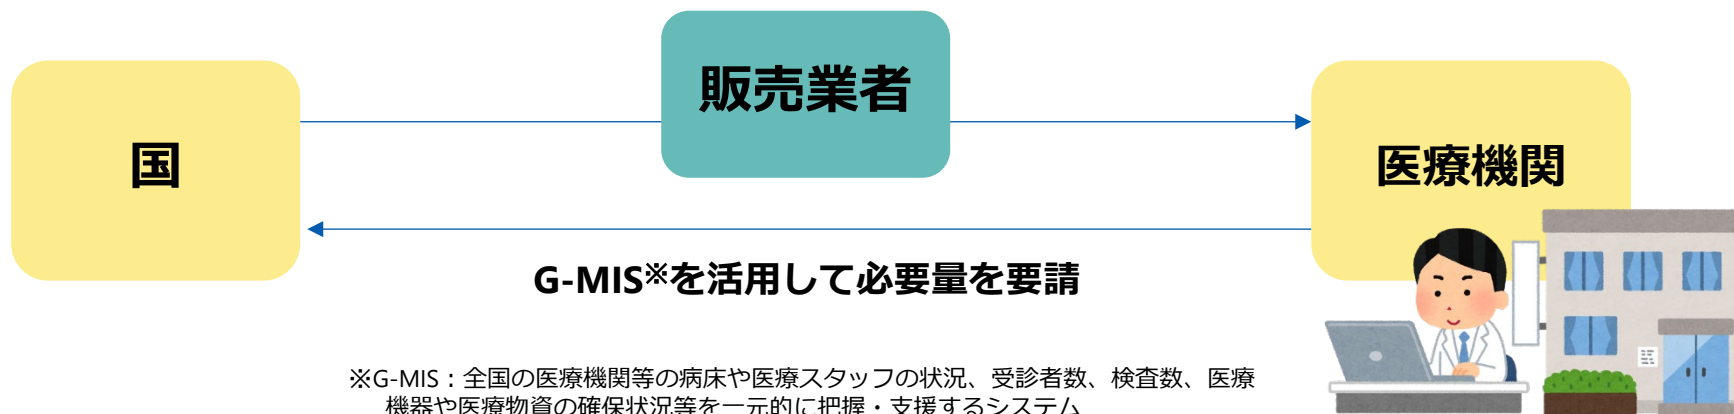 販売業者
国
医療機関
G-MIS※を活用して必要量を要請
※G-MIS：全国の医療機関等の病床や医療スタッフの状況、受診者数、検査数、医療
機器や医療物資の確保状況等を一元的に把握・支援するシステム